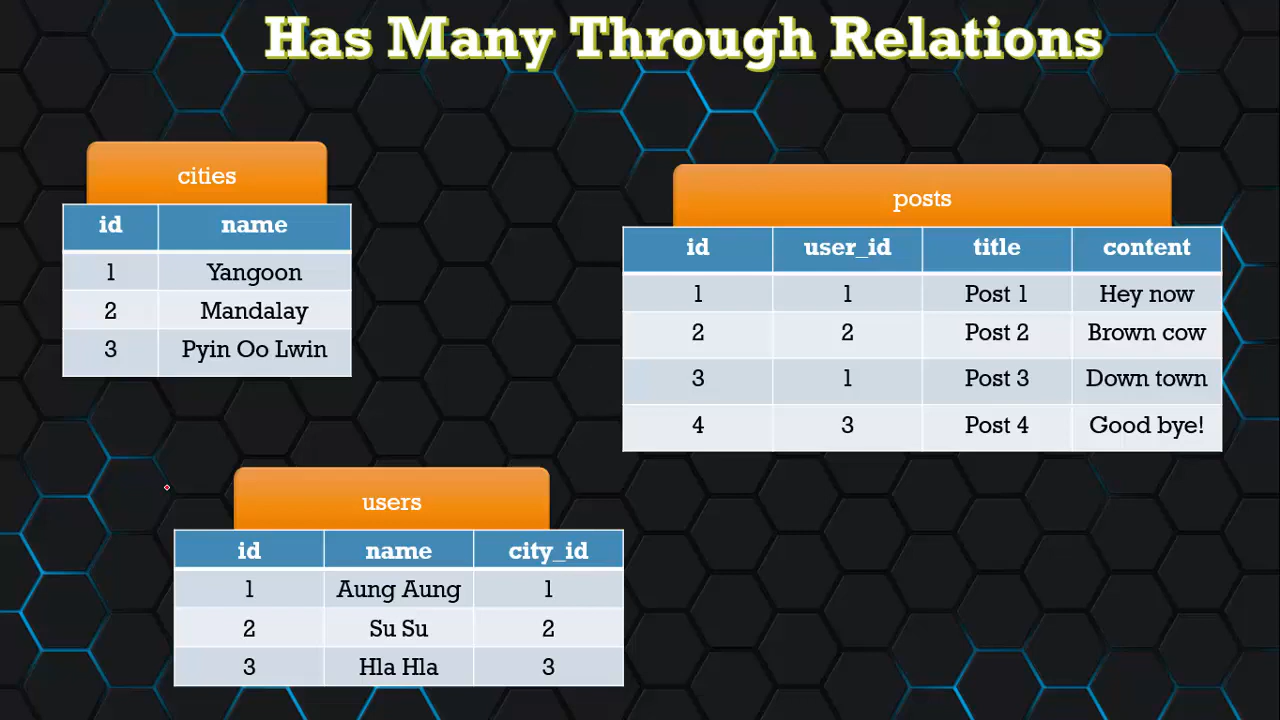 Has Many Through Relations
cities
id name
1 Yangoon
2 Mandalay
3 Pyin Oo Lwin
posts
id user_id title content
1 1 Post 1 Hey now
2 2 Post 2 Brown cow
3 1 Post 3 Down town
4 3 Post 4 Good bye!
users
id name city_id
1 Aung Aung 1
2 Su Su 2
3 Hla Hla 3